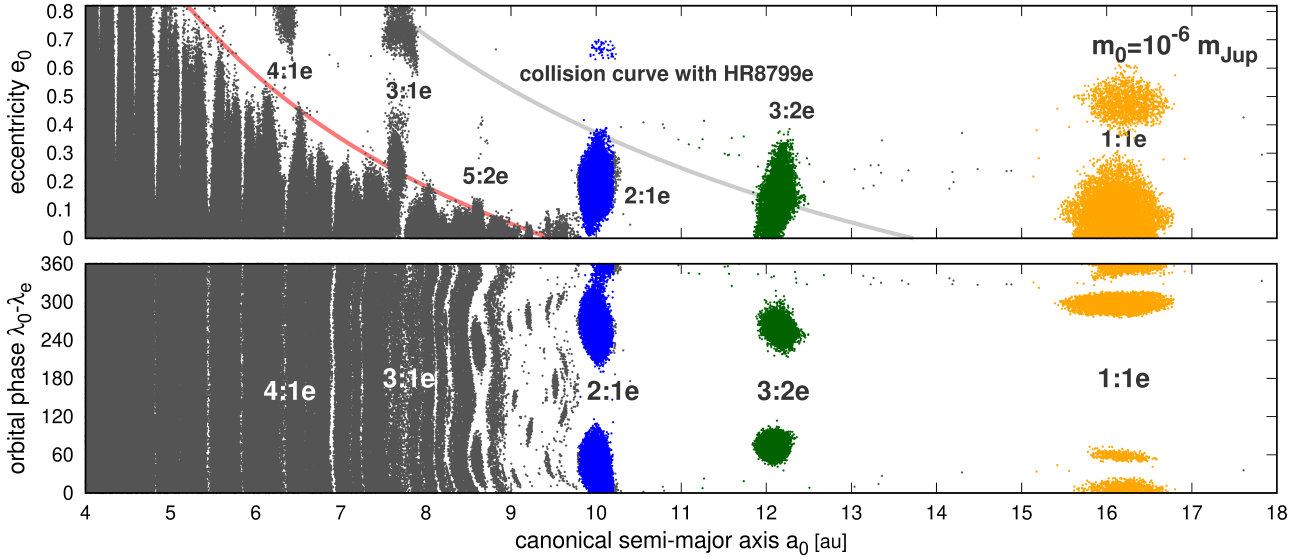 0.8
0.7
0.6
0.5
0.4
0.3
0.2
0.1
0
eccentricity e₀
4:1e
3:1e
5:2e
collision curve with HR8799e
2:1e
3:2e
1:1e
m₀=10⁻⁶ m_Jup
360
300
240
180
120
60
0
orbital phase λ₀-λₑ
4:1e
3:1e
2:1e
3:2e
1:1e
4 5 6 7 8 9 10 11 12 13 14 15 16 17 18
canonical semi-major axis a₀ [au]